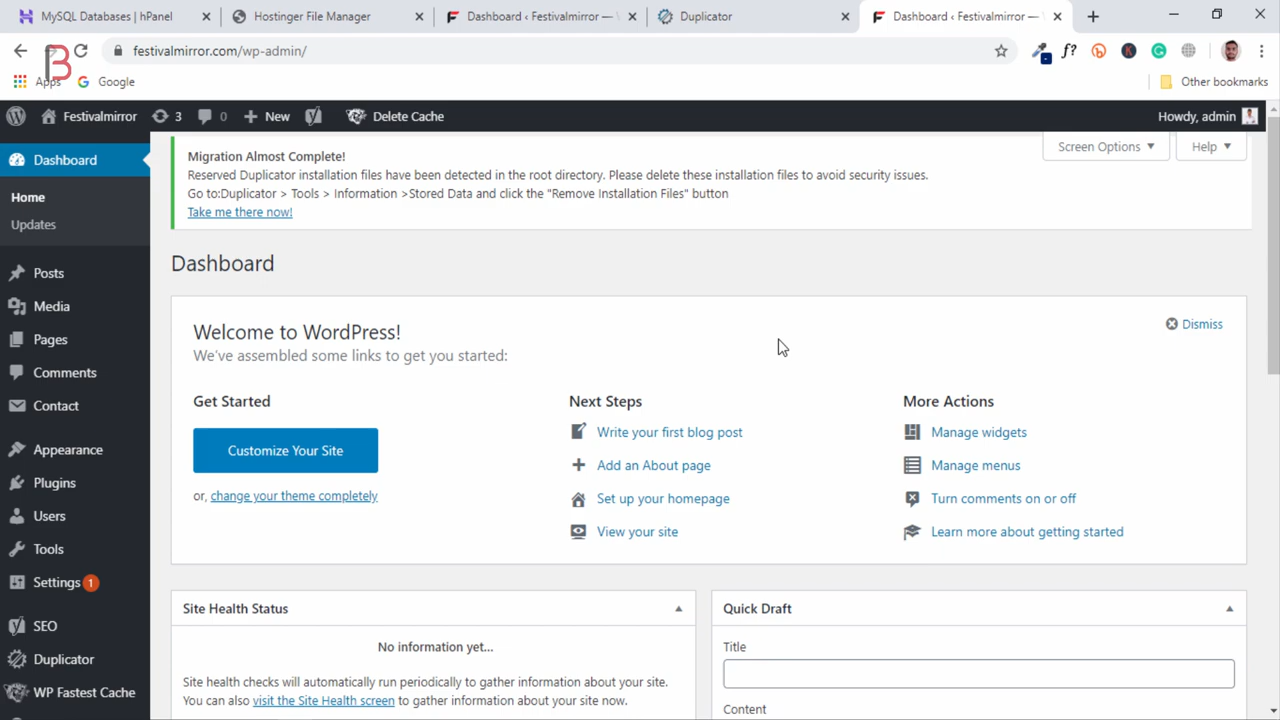 MySQL Databases | hPanel
Hostinger File Manager
Dashboard ‹ Festivalmirror —
Duplicator
Dashboard ‹ Festivalmirror —
festivalmirror.com/wp-admin/
Apps
Google
Other bookmarks
Festivalmirror
3
0
New
Delete Cache
Howdy, admin
Dashboard
Home
Updates
Posts
Media
Pages
Comments
Contact
Appearance
Plugins
Users
Tools
Settings 1
SEO
Duplicator
WP Fastest Cache
Screen Options
Help
Migration Almost Complete!
Reserved Duplicator installation files have been detected in the root directory. Please delete these installation files to avoid security issues.
Go to:Duplicator > Tools > Information >Stored Data and click the "Remove Installation Files" button
Take me there now!
Dashboard
Welcome to WordPress!
We've assembled some links to get you started:
Dismiss
Get Started
Customize Your Site
or, change your theme completely
Next Steps
Write your first blog post
Add an About page
Set up your homepage
View your site
More Actions
Manage widgets
Manage menus
Turn comments on or off
Learn more about getting started
Site Health Status
No information yet...
Site health checks will automatically run periodically to gather information about your site.
You can also visit the Site Health screen to gather information about your site now.
Quick Draft
Title
Content